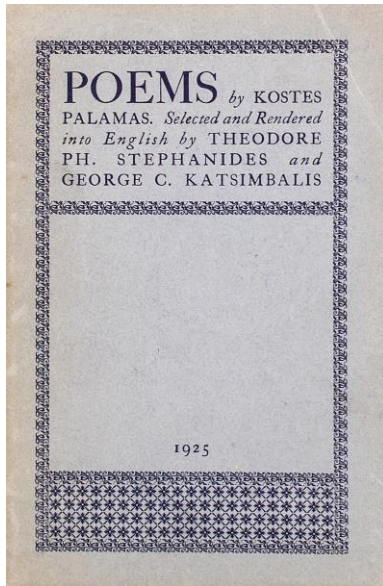 POEMS by KOSTES
PALAMAS. Selected and Rendered
into English by THEODORE
PH. STEPHANIDES and
GEORGE C. KATSIMBALIS
1925